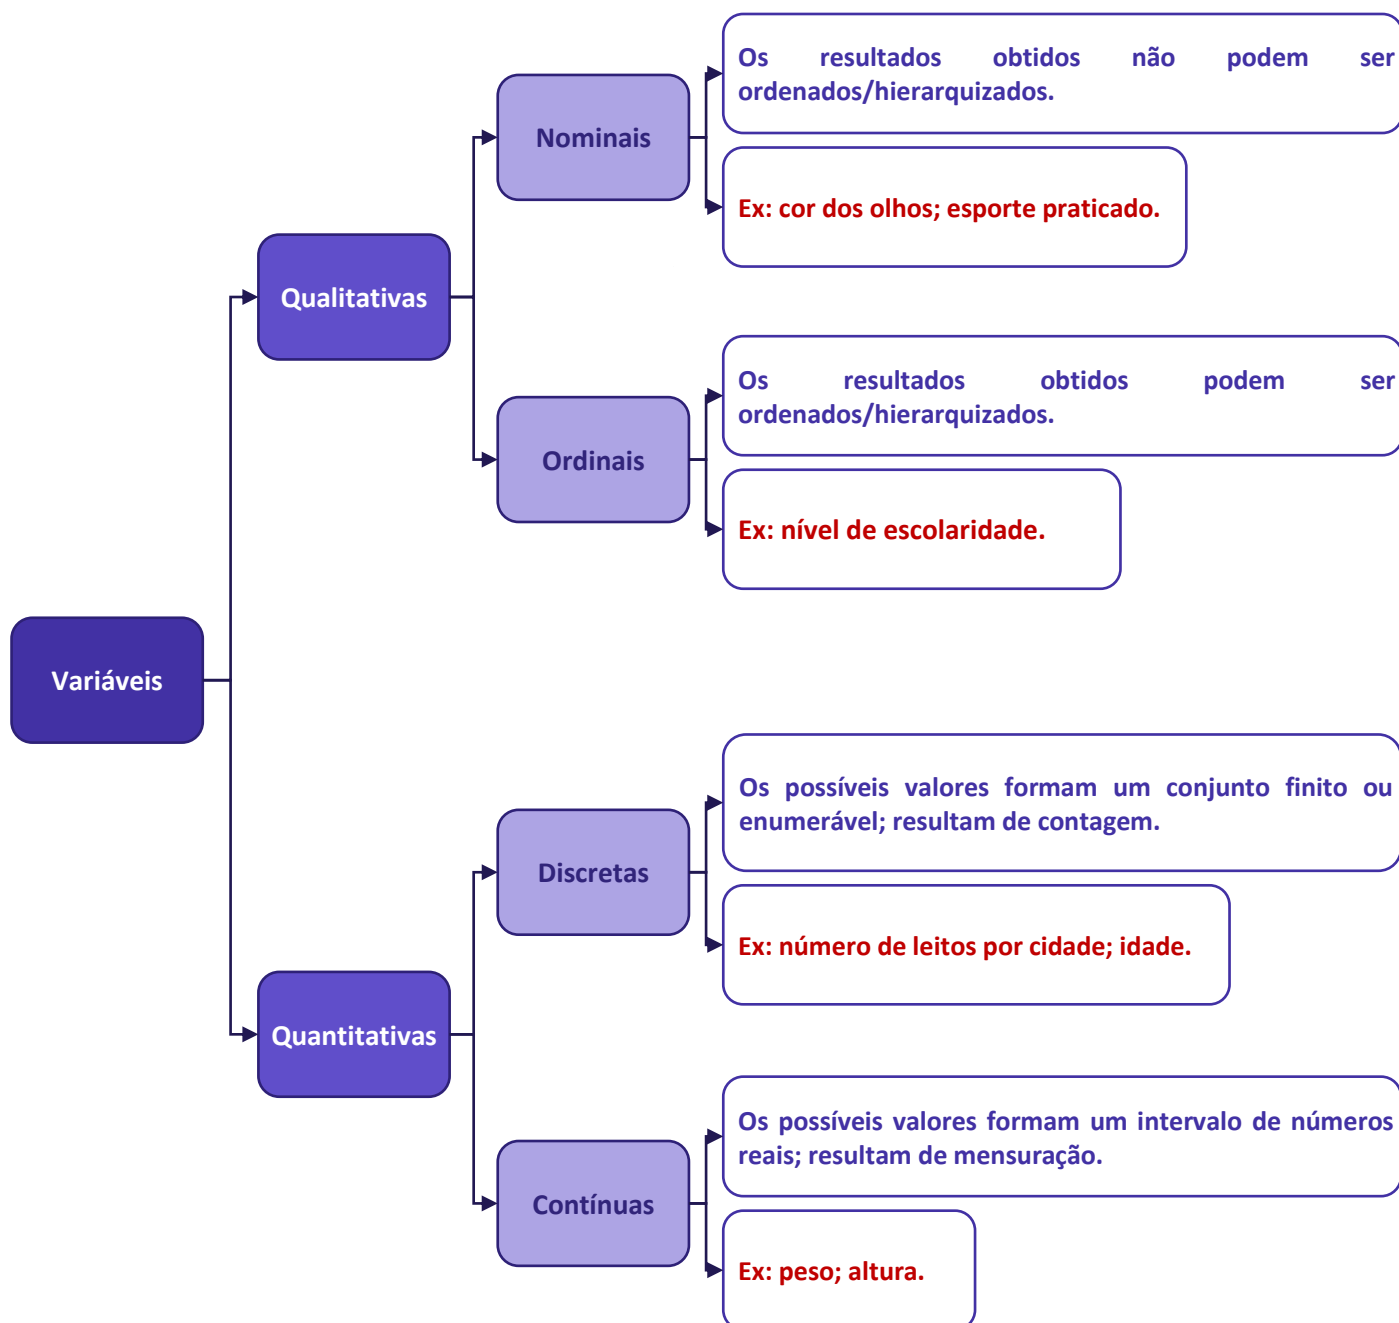 Variáveis
Qualitativas
Nominais
Os resultados obtidos não podem ser
ordenados/hierarquizados.
Ex: cor dos olhos; esporte praticado.
Ordinais
Os resultados obtidos podem ser
ordenados/hierarquizados.
Ex: nível de escolaridade.
Quantitativas
Discretas
Os possíveis valores formam um conjunto finito ou
enumerável; resultam de contagem.
Ex: número de leitos por cidade; idade.
Contínuas
Os possíveis valores formam um intervalo de números
reais; resultam de mensuração.
Ex: peso; altura.